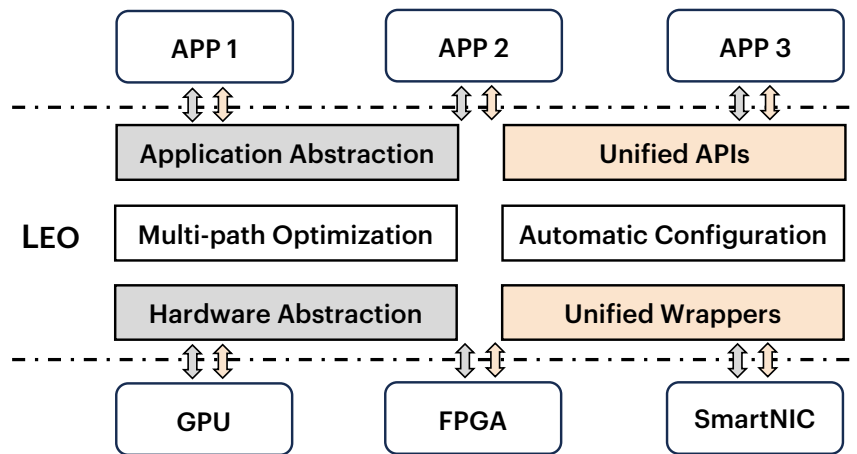 APP 1
APP 2
APP 3
Application Abstraction
Unified APIs
LEO
Multi-path Optimization
Automatic Configuration
Hardware Abstraction
Unified Wrappers
GPU
FPGA
SmartNIC